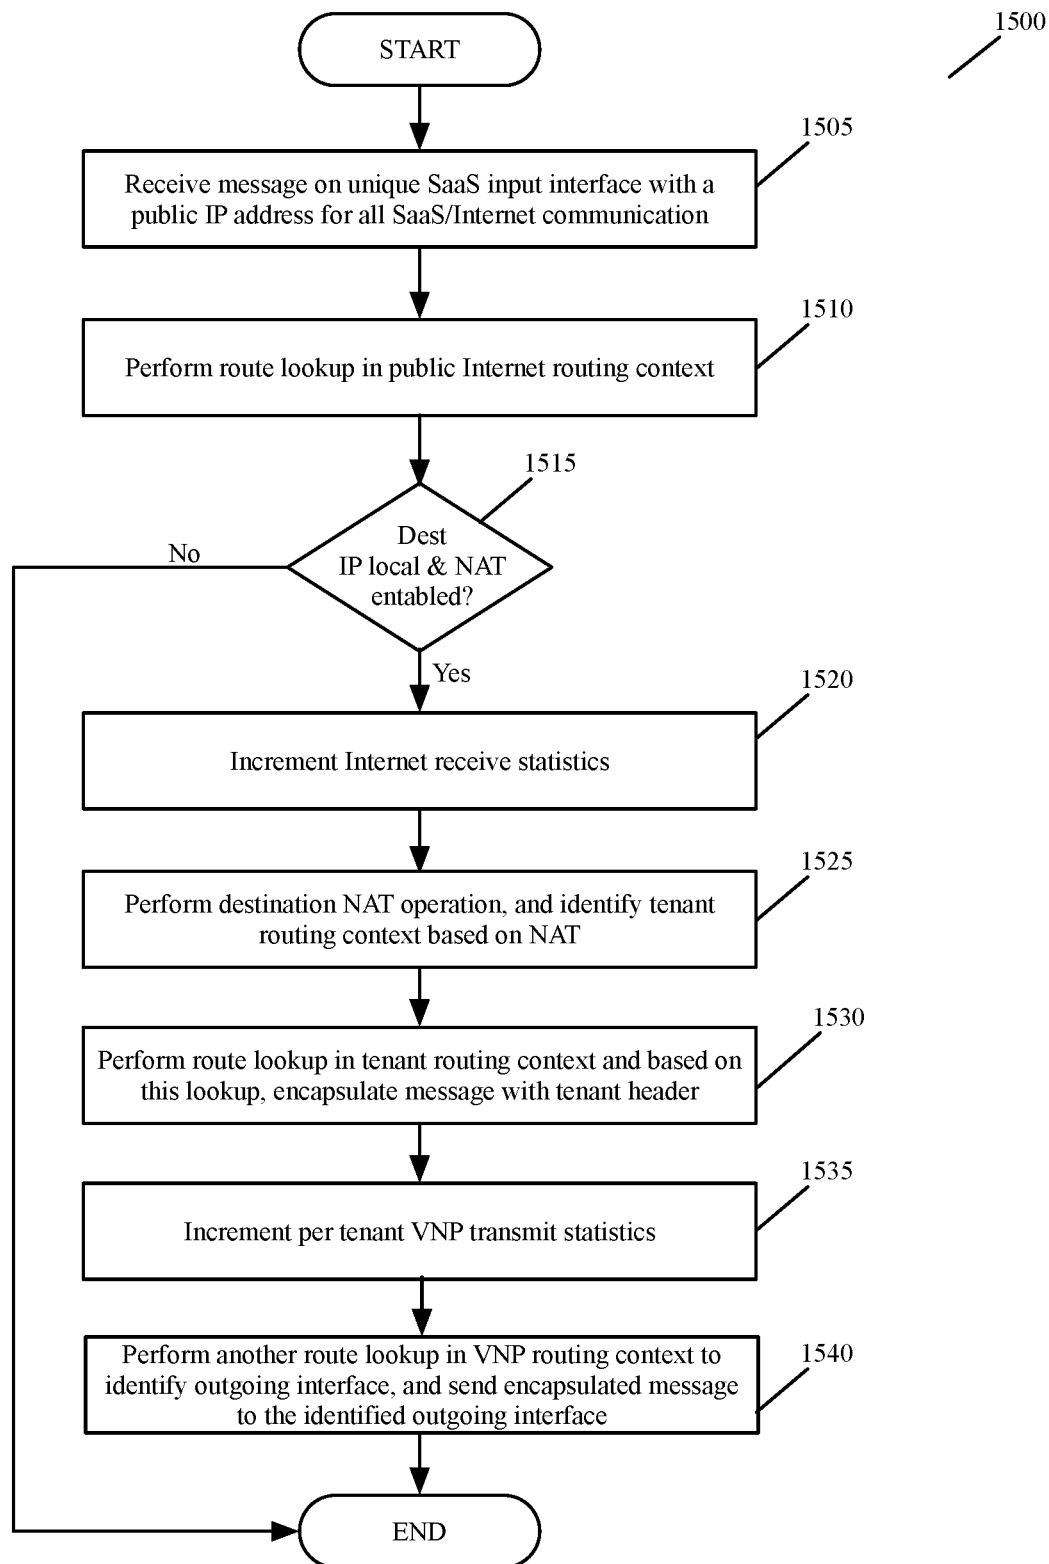 1500
START
1505
Receive message on unique SaaS input interface with a
public IP address for all SaaS/Internet communication
1510
Perform route lookup in public Internet routing context
1515
Dest
IP local & NAT
entabled?
No
Yes
1520
Increment Internet receive statistics
1525
Perform destination NAT operation, and identify tenant
routing context based on NAT
1530
Perform route lookup in tenant routing context and based on
this lookup, encapsulate message with tenant header
1535
Increment per tenant VNP transmit statistics
1540
Perform another route lookup in VNP routing context to
identify outgoing interface, and send encapsulated message
to the identified outgoing interface
END